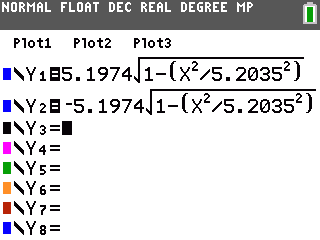 NORMAL FLOAT DEC REAL DEGREE MP
Plot1 Plot2 Plot3
\Y₁=5.1974√(1-(X²/5.2035²)
\Y₂=-5.1974√(1-(X²/5.2035²)
\Y₃=
\Y₄=
\Y₅=
\Y₆=
\Y₇=
\Y₈=